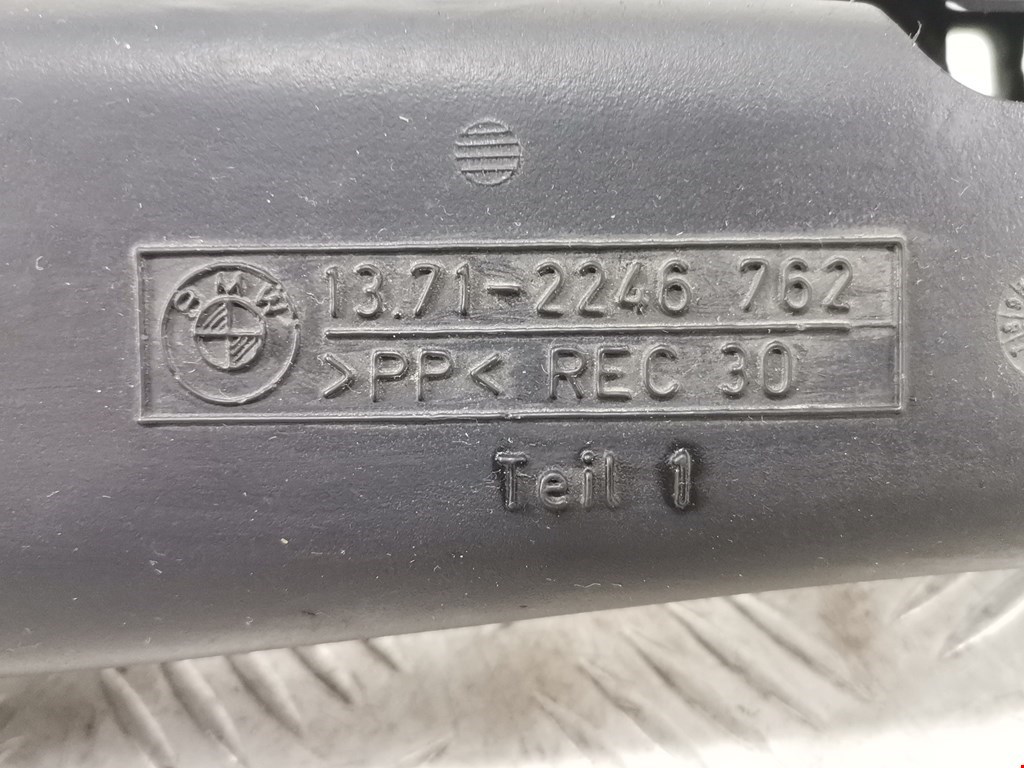 BMW
13.71-2246 762
>PP< REC 30
Teil 1